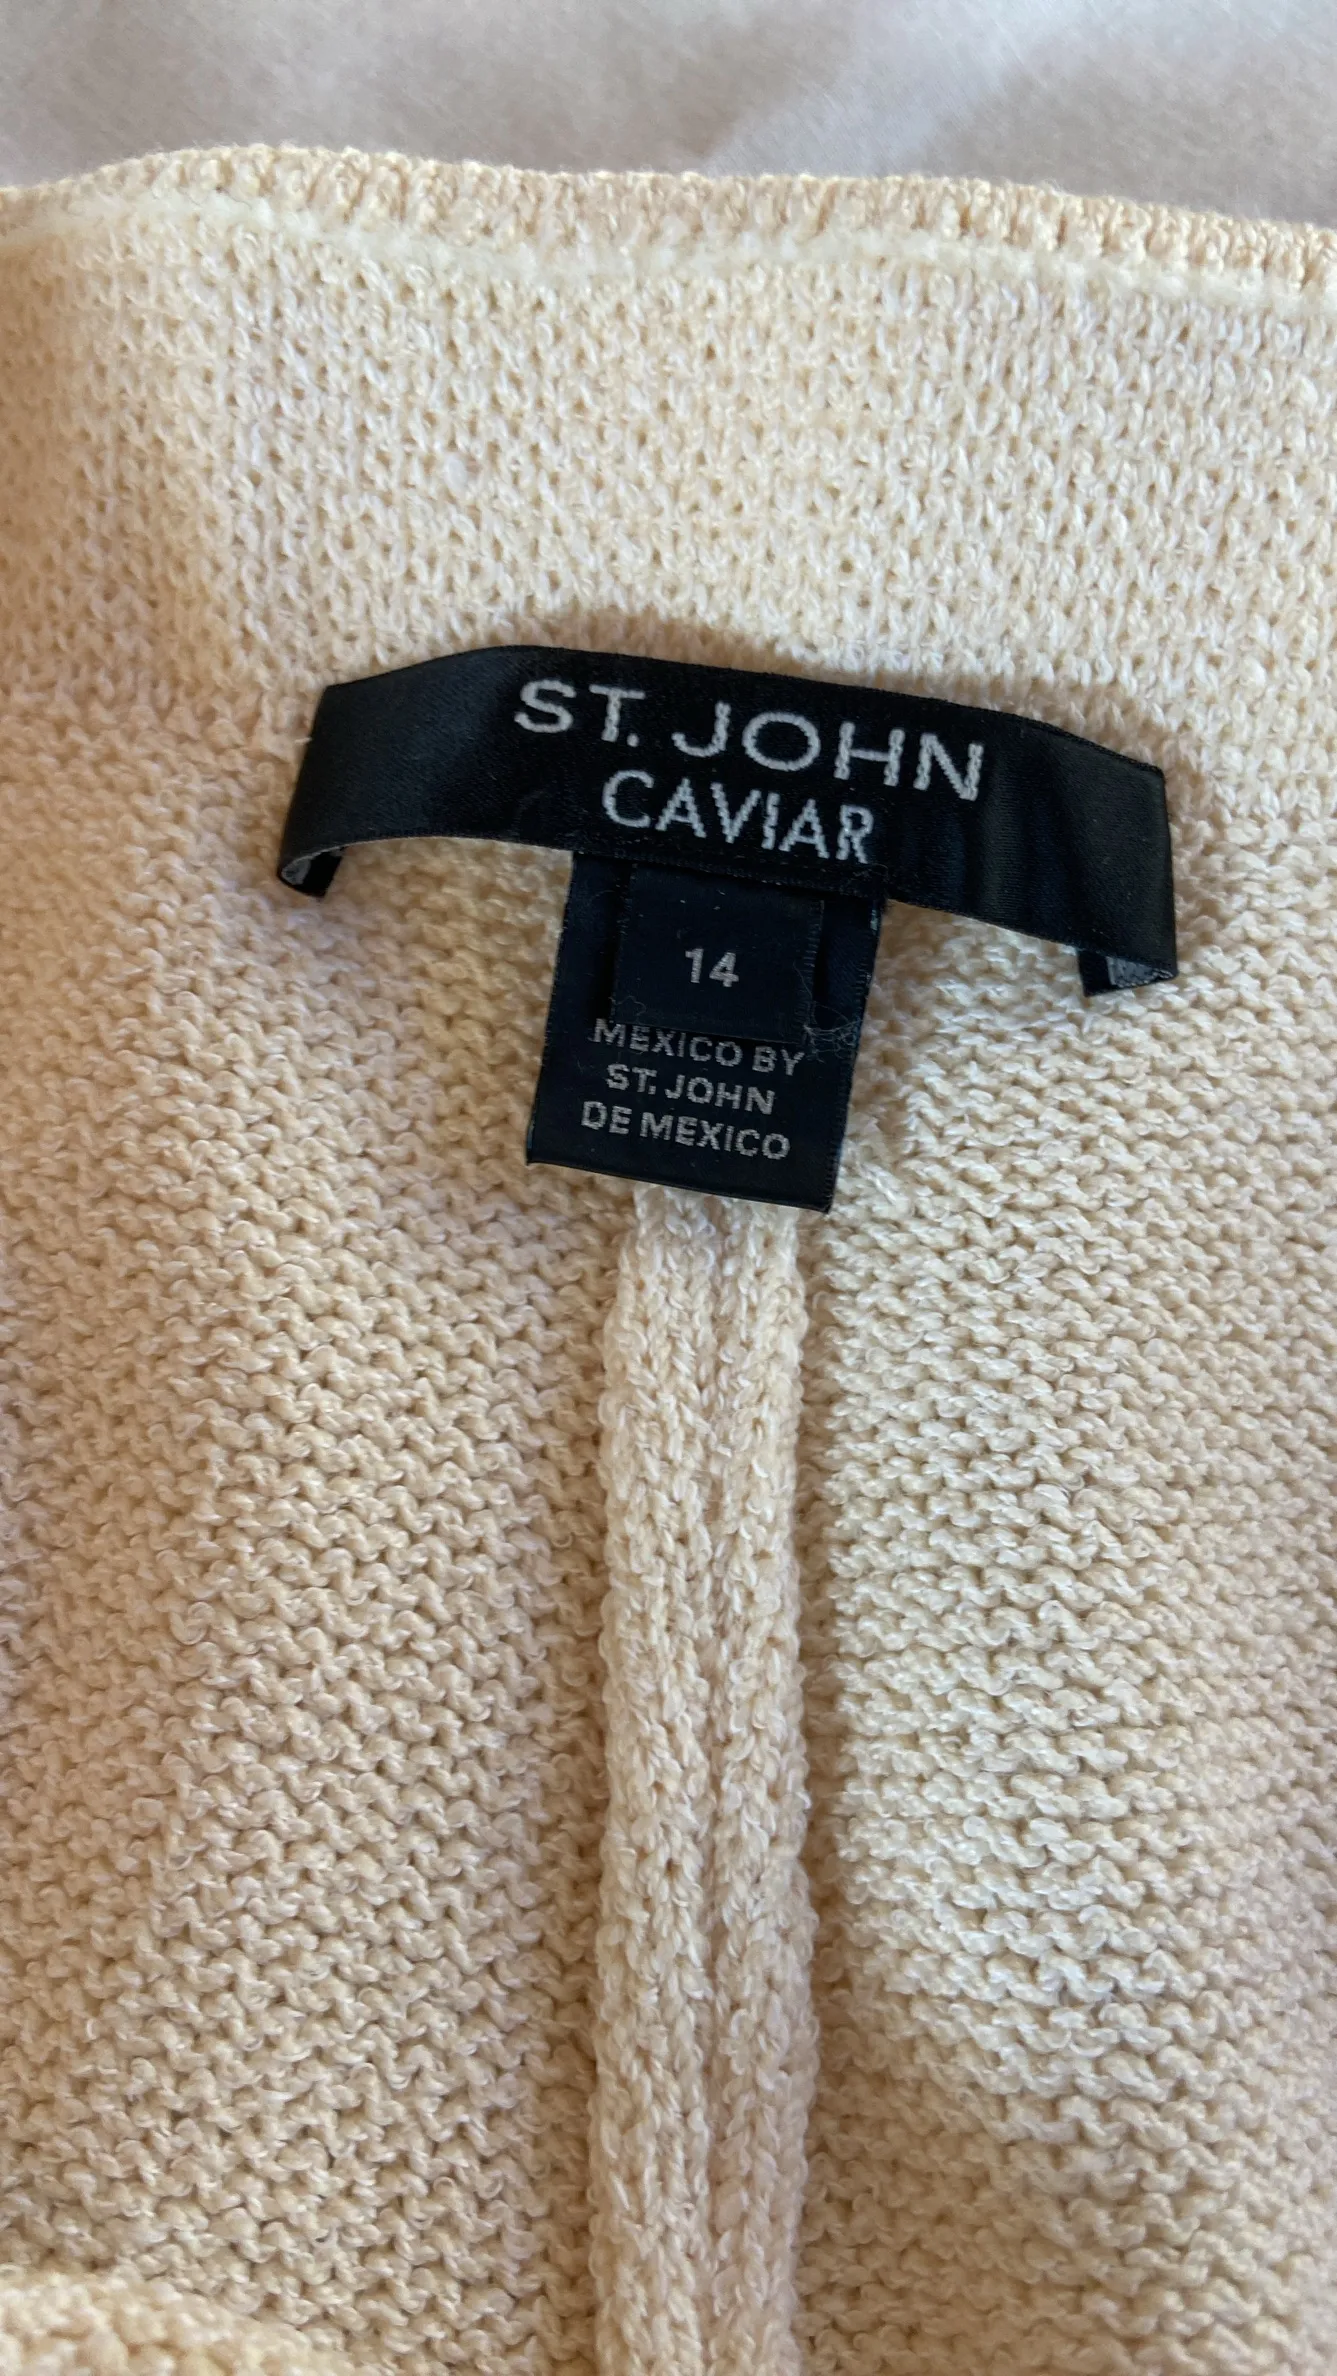 ST. JOHN
CAVIAR
14
MEXICO BY
ST. JOHN
DE MEXICO